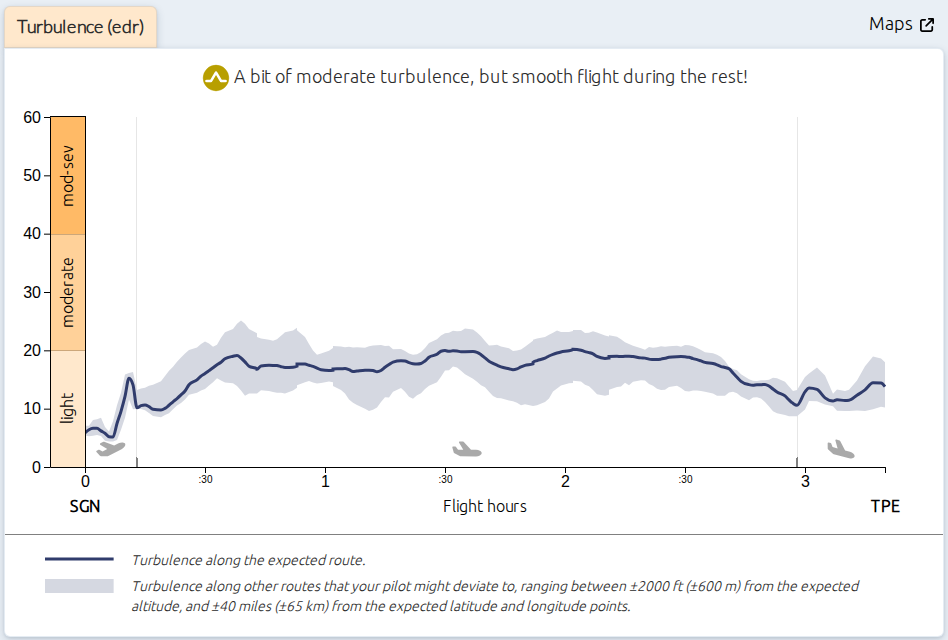 Turbulence (edr)
Maps
A bit of moderate turbulence, but smooth flight during the rest!
60
50
40
30
20
10
0
mod-sev
moderate
light
0
:30
1
:30
2
:30
3
SGN
Flight hours
TPE
Turbulence along the expected route.
Turbulence along other routes that your pilot might deviate to, ranging between ±2000 ft (±600 m) from the expected
altitude, and ±40 miles (±65 km) from the expected latitude and longitude points.